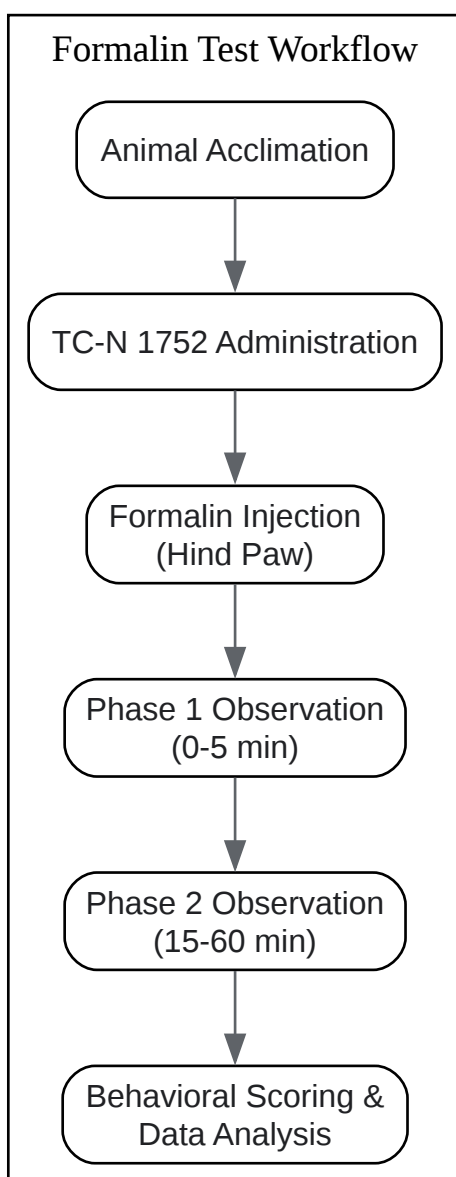 Formalin Test Workflow
Animal Acclimation
TC-N 1752 Administration
Formalin Injection
(Hind Paw)
Phase 1 Observation
(0-5 min)
Phase 2 Observation
(15-60 min)
Behavioral Scoring &
Data Analysis